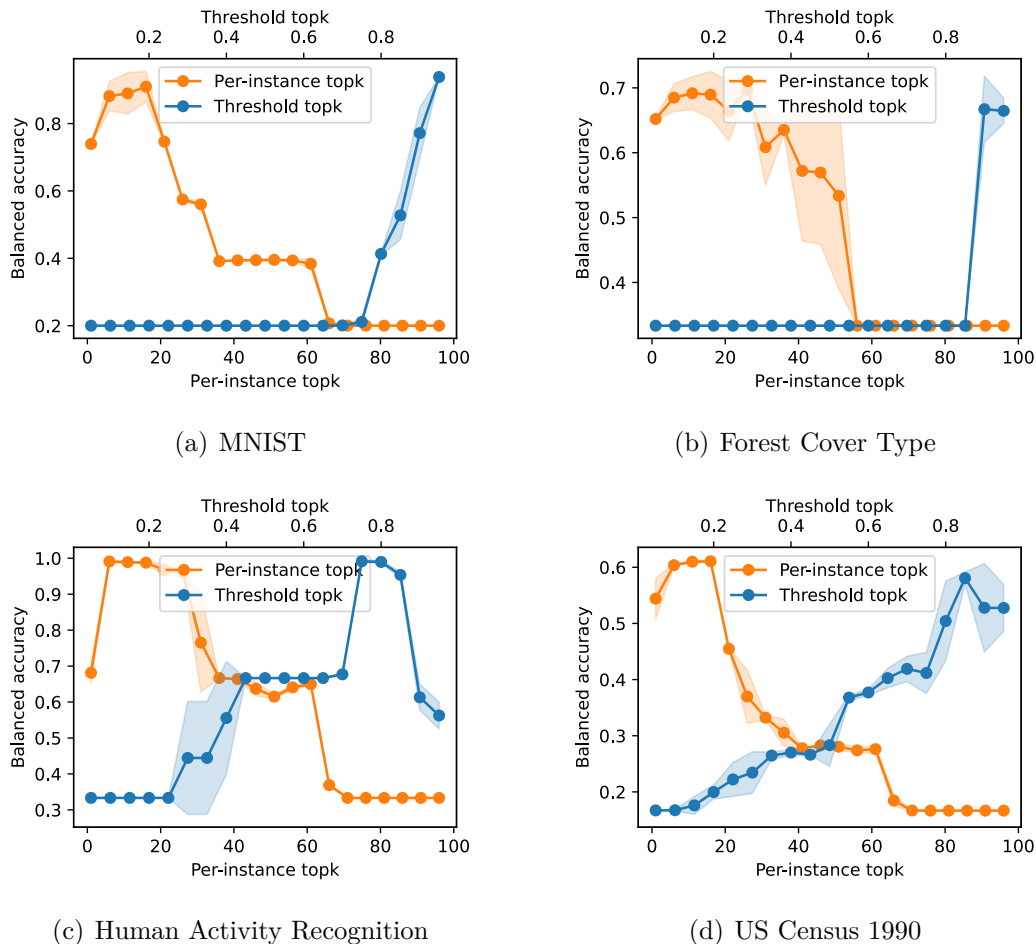 Threshold topk
0.2 0.4 0.6 0.8
Per-instance topk
Threshold topk
Balanced accuracy
0.8
0.6
0.4
0.2
0 20 40 60 80 100
Per-instance topk
(a) MNIST
Threshold topk
0.2 0.4 0.6 0.8
Per-instance topk
Threshold topk
Balanced accuracy
0.7
0.6
0.5
0.4
0 20 40 60 80 100
Per-instance topk
(b) Forest Cover Type
Threshold topk
0.2 0.4 0.6 0.8
Per-instance topk
Threshold topk
Balanced accuracy
1.0
0.9
0.8
0.7
0.6
0.5
0.4
0.3
0 20 40 60 80 100
Per-instance topk
(c) Human Activity Recognition
Threshold topk
0.2 0.4 0.6 0.8
Per-instance topk
Threshold topk
Balanced accuracy
0.6
0.5
0.4
0.3
0.2
0 20 40 60 80 100
Per-instance topk
(d) US Census 1990